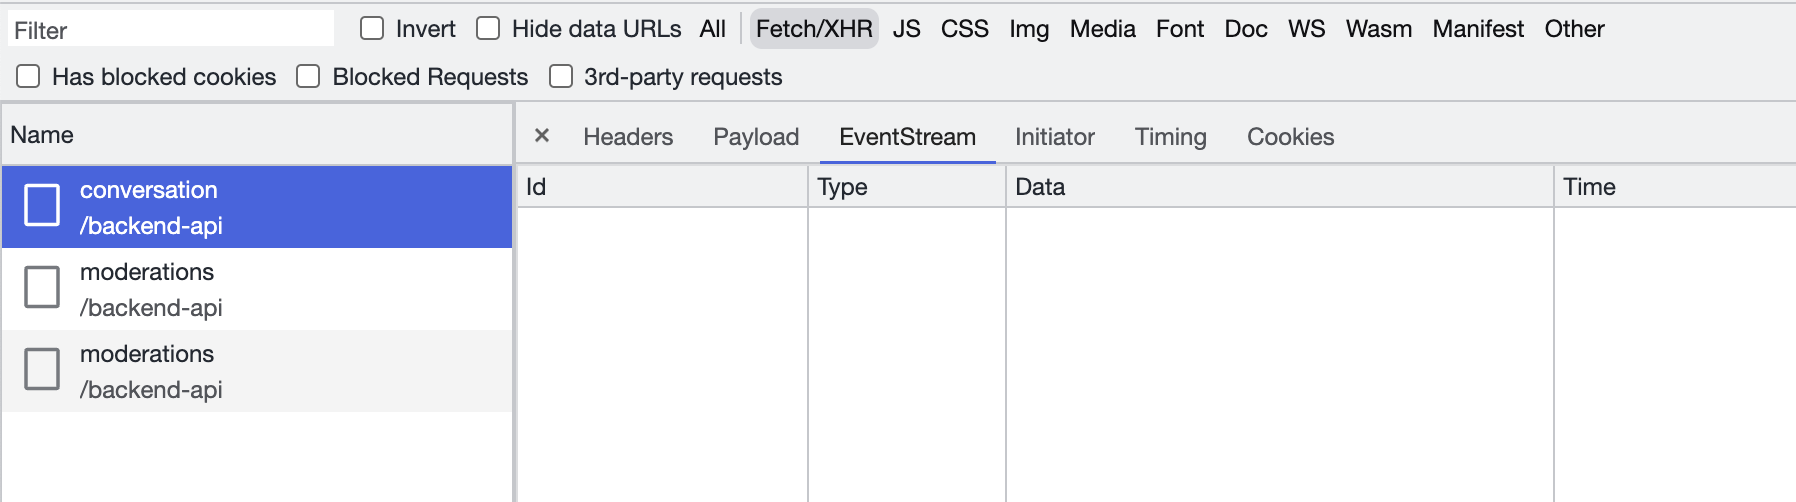 Filter Invert Hide data URLs All Fetch/XHR JS CSS Img Media Font Doc WS Wasm Manifest Other
Has blocked cookies Blocked Requests 3rd-party requests
Name × Headers Payload EventStream Initiator Timing Cookies
Id Type Data Time
conversation
/backend-api
moderations
/backend-api
moderations
/backend-api